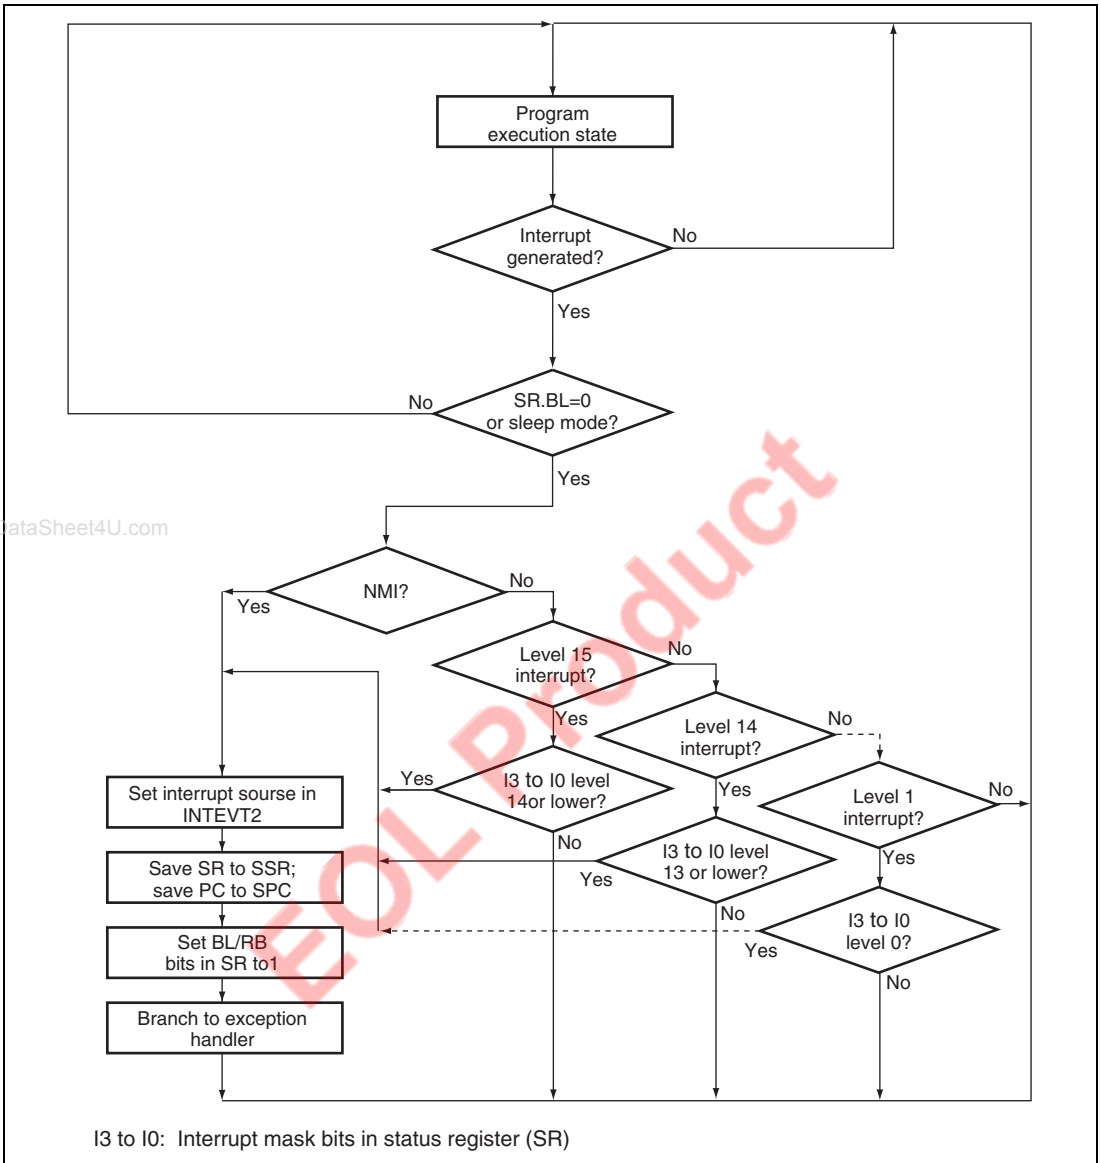 Program
execution state
Interrupt
generated?
No
Yes
SR.BL=0
or sleep mode?
No
Yes
DataSheet4U.com
NMI?
No
Yes
Level 15
interrupt?
No
Yes
Level 14
interrupt?
No
Yes
I3 to I0 level
14or lower?
Yes
No
Level 1
interrupt?
No
Yes
I3 to I0 level
13 or lower?
Yes
No
I3 to I0
level 0?
Yes
No
Set interrupt sourse in
INTEVT2
Save SR to SSR;
save PC to SPC
Set BL/RB
bits in SR to1
Branch to exception
handler
EOL Product
I3 to I0: Interrupt mask bits in status register (SR)